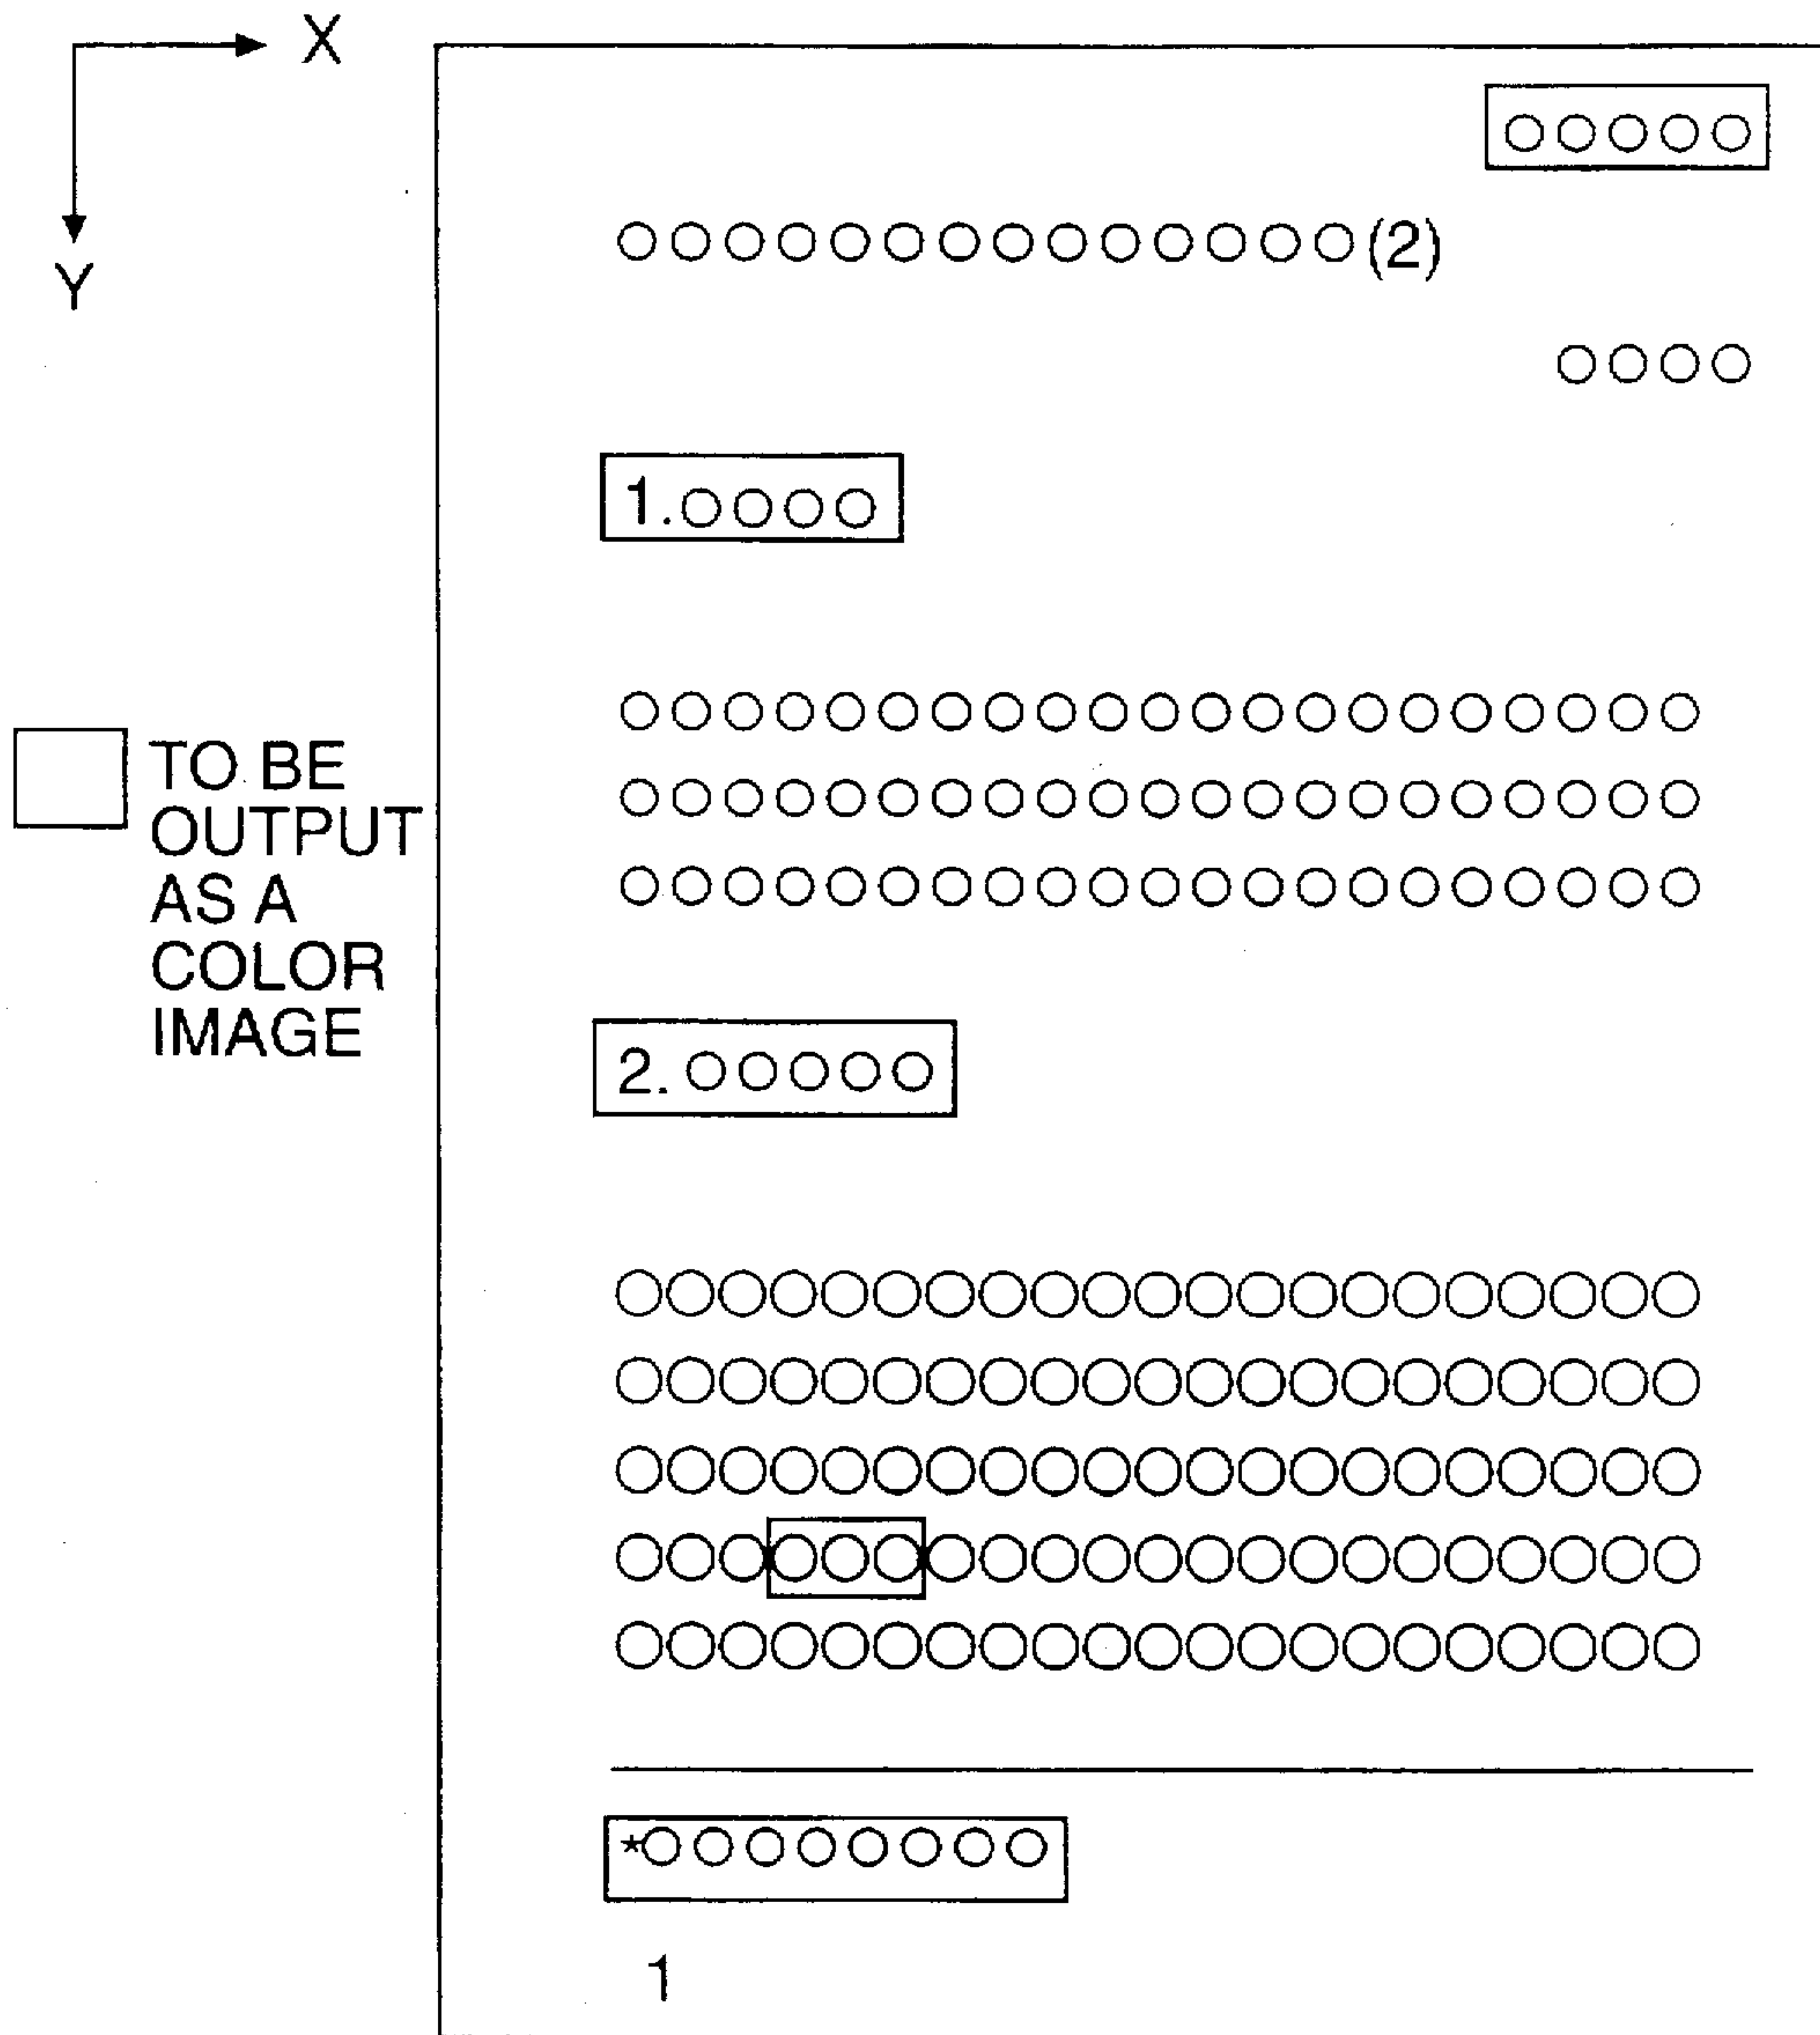 X
Y
○○○○○
○○○○○○○○○○○○○○(2)
○○○○
1.○○○○
○○○○○○○○○○○○○○○○○○○○○
○○○○○○○○○○○○○○○○○○○○○
○○○○○○○○○○○○○○○○○○○○○
TO BE
OUTPUT
AS A
COLOR
IMAGE
2. ○○○○○
○○○○○○○○○○○○○○○○○○○○○
○○○○○○○○○○○○○○○○○○○○○
○○○○○○○○○○○○○○○○○○○○○
○○○○○○○○○○○○○○○○○○○○○
○○○○○○○○○○○○○○○○○○○○○
*○○○○○○○○
1